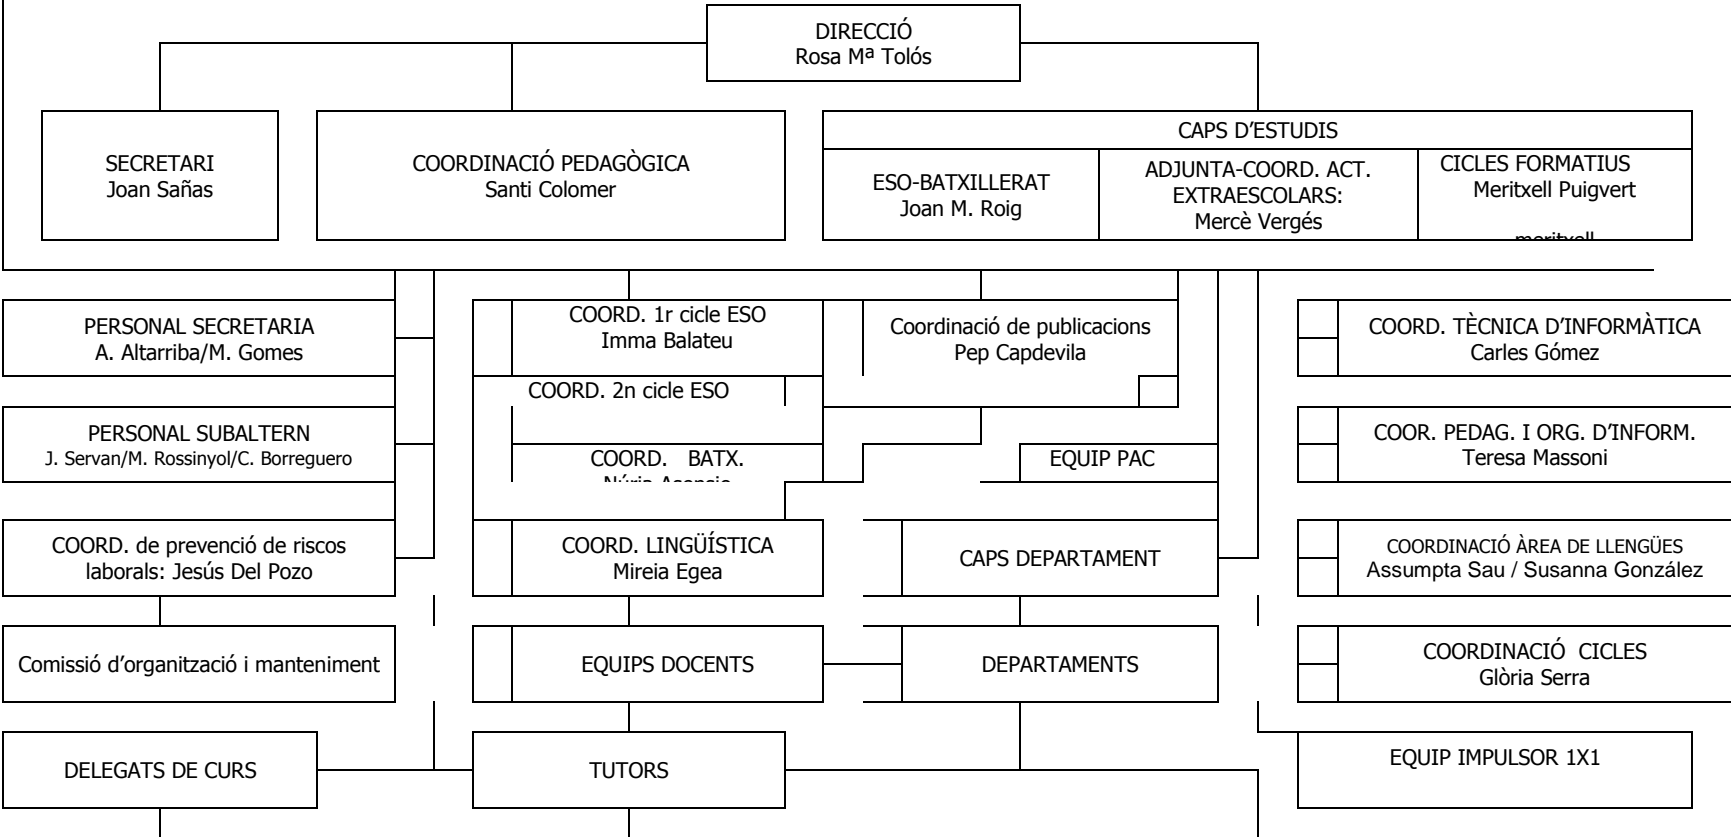 DIRECCIÓ
Rosa Mª Tolós
SECRETARI
Joan Sañas
COORDINACIÓ PEDAGÒGICA
Santi Colomer
CAPS D'ESTUDIS
ESO-BATXILLERAT
Joan M. Roig
ADJUNTA-COORD. ACT.
EXTRAESCOLARS:
Mercè Vergés
CICLES FORMATIUS
Meritxell Puigvert
meritxell
PERSONAL SECRETARIA
A. Altarriba/M. Gomes
COORD. 1r cicle ESO
Imma Balateu
Coordinació de publicacions
Pep Capdevila
COORD. TÈCNICA D'INFORMÀTICA
Carles Gómez
COORD. 2n cicle ESO
PERSONAL SUBALTERN
J. Servan/M. Rossinyol/C. Borreguero
COORD. BATX.
Núria Asensio
EQUIP PAC
COOR. PEDAG. I ORG. D'INFORM.
Teresa Massoni
COORD. de prevenció de riscos
laborals: Jesús Del Pozo
COORD. LINGÜÍSTICA
Mireia Egea
CAPS DEPARTAMENT
COORDINACIÓ ÀREA DE LLENGÜES
Assumpta Sau / Susanna González
Comissió d'organització i manteniment
EQUIPS DOCENTS
DEPARTAMENTS
COORDINACIÓ CICLES
Glòria Serra
DELEGATS DE CURS
TUTORS
EQUIP IMPULSOR 1X1